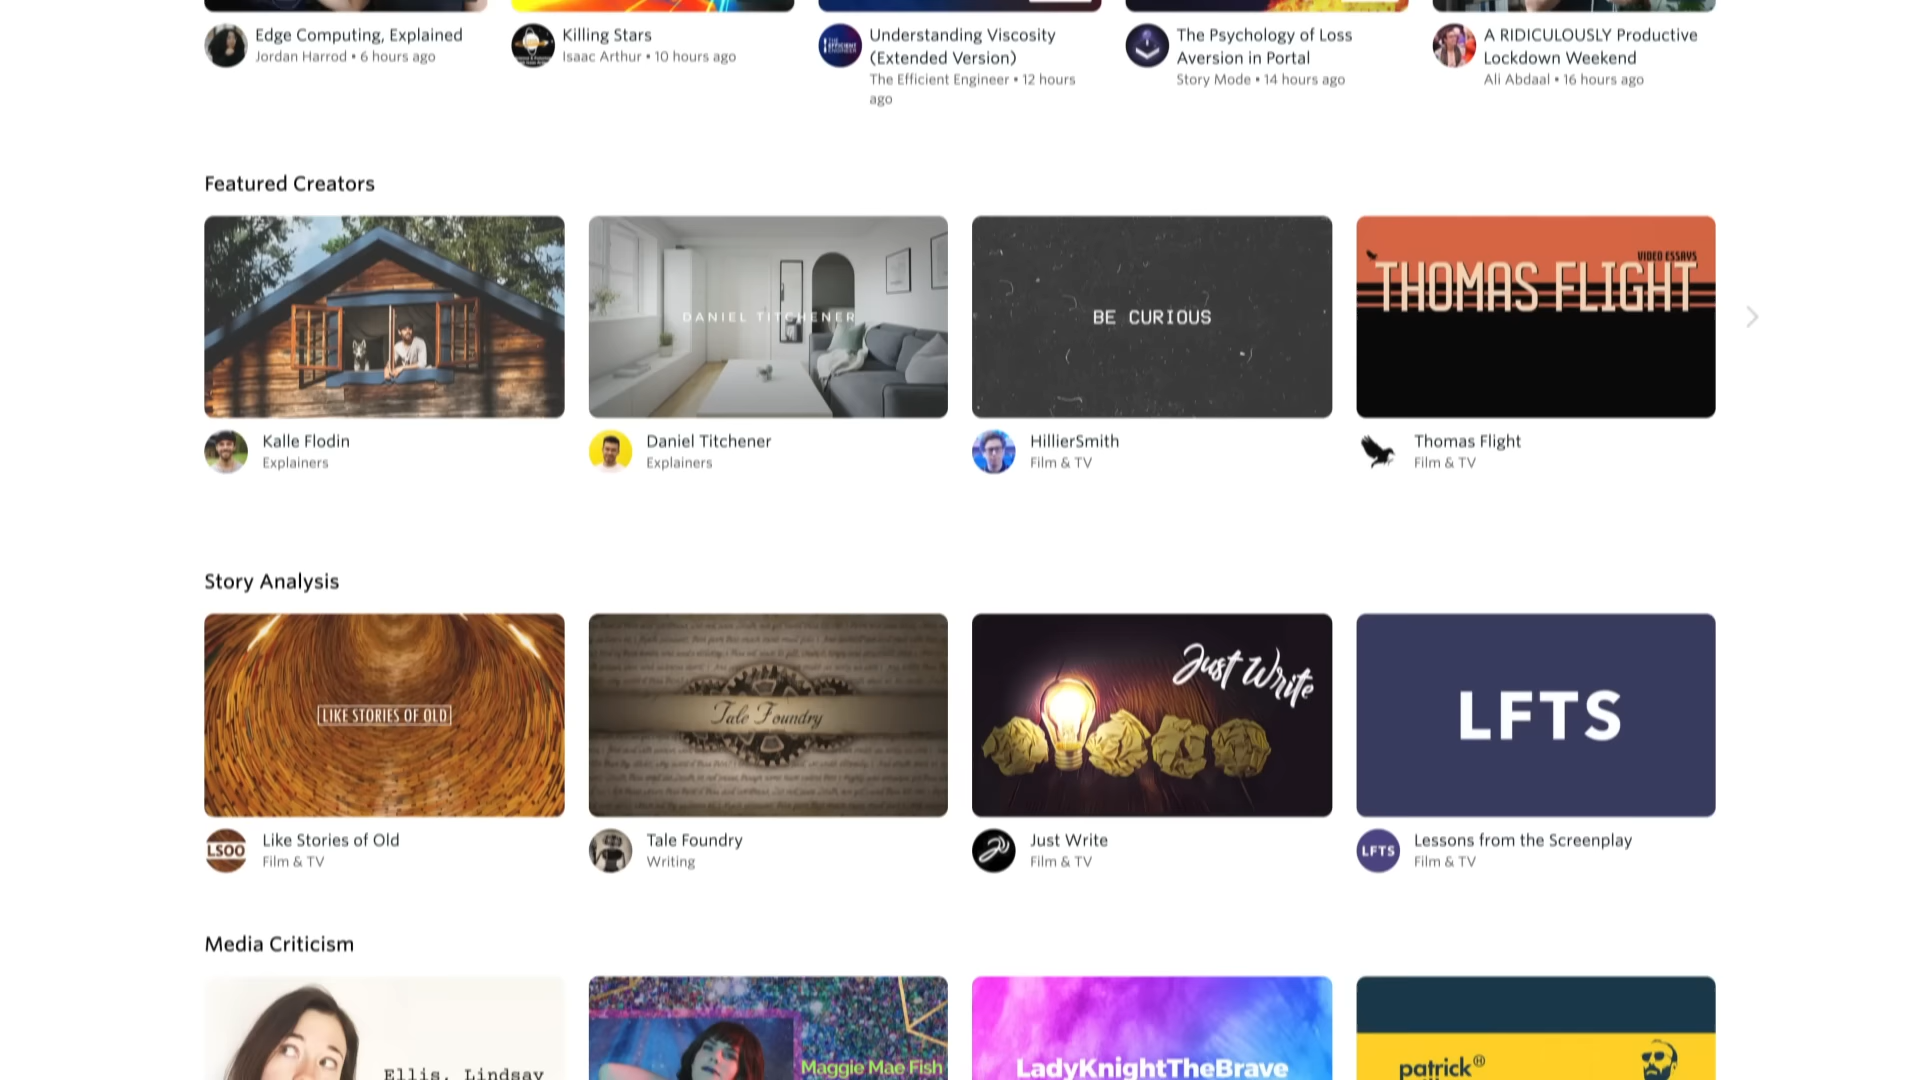 Edge Computing, Explained
Jordan Harrod • 6 hours ago
Killing Stars
Isaac Arthur • 10 hours ago
THE EFFICIENT ENGINEER
Understanding Viscosity
(Extended Version)
The Efficient Engineer • 12 hours
ago
The Psychology of Loss
Aversion in Portal
Story Mode • 14 hours ago
A RIDICULOUSLY Productive
Lockdown Weekend
Ali Abdaal • 16 hours ago
Featured Creators
DANIEL TITCHENER
BE CURIOUS
VIDEO ESSAYS
THOMAS FLIGHT
Kalle Flodin
Explainers
Daniel Titchener
Explainers
HillierSmith
Film & TV
Thomas Flight
Film & TV
Story Analysis
LIKE STORIES OF OLD
Tale Foundry
Just Write
LFTS
LSOO
Like Stories of Old
Film & TV
Tale Foundry
Writing
Just Write
Film & TV
LFTS
Lessons from the Screenplay
Film & TV
Media Criticism
Ellis, Lindsay
Maggie Mae Fish
LadyKnightTheBrave
patrick